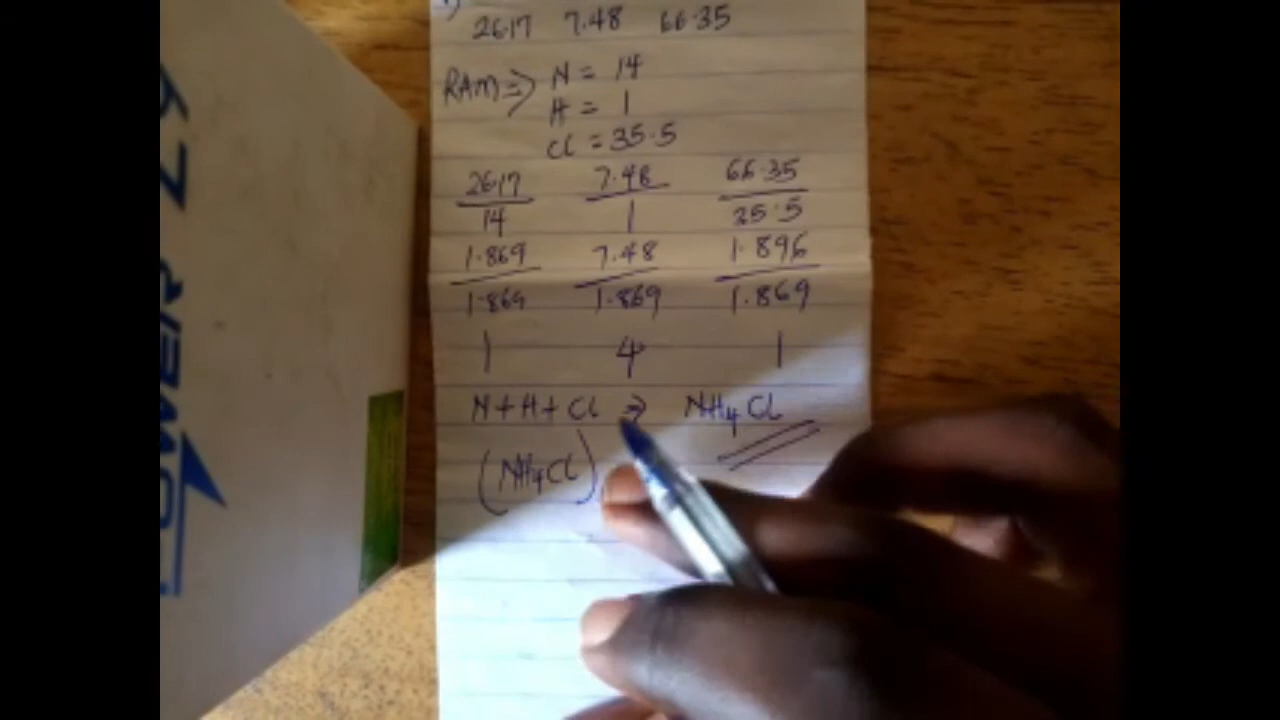 26.17 7.48 66.35
RAM => N = 14
H = 1
Cl = 35.5
26.17 7.48 66.35
14 1 35.5
1.869 7.48 1.896
1.869 1.869 1.869
1 4 1
N + H + Cl => NH4Cl
(NH4Cl)